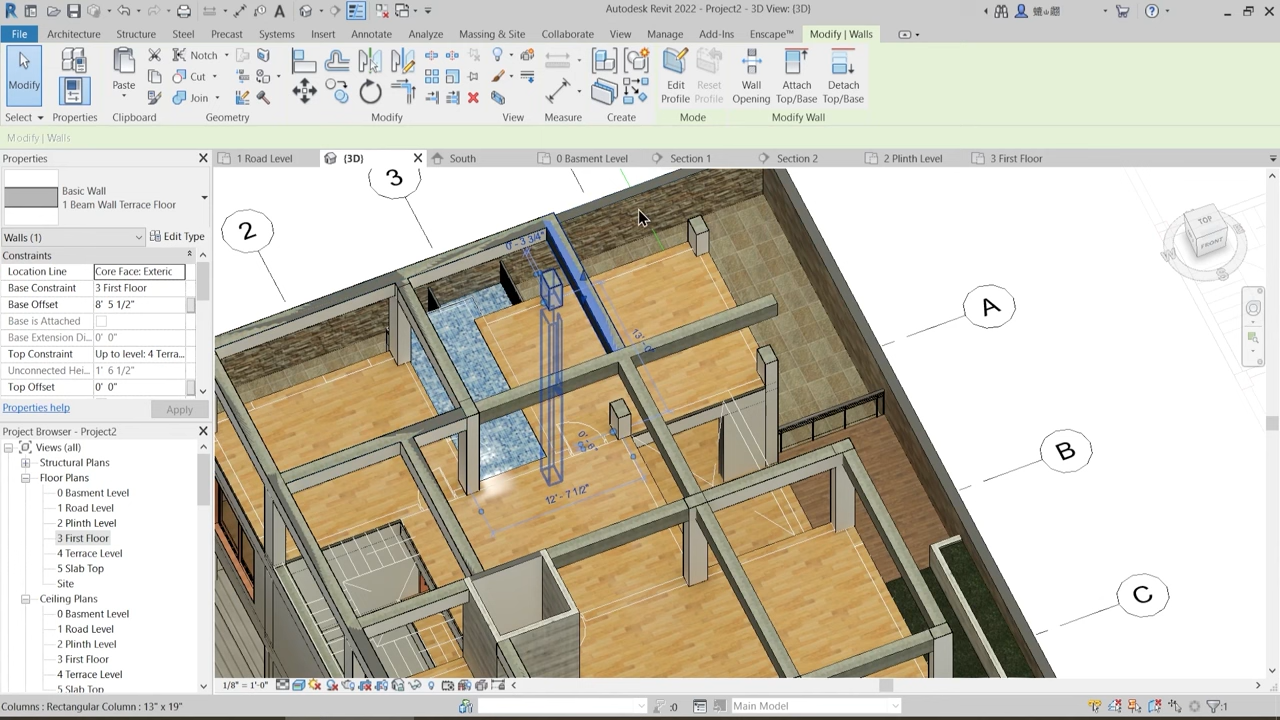 Autodesk Revit 2022 - Project2 - 3D View: {3D}
File Architecture Structure Steel Precast Systems Insert Annotate Analyze Massing & Site Collaborate View Manage Add-Ins Enscape™ Modify | Walls
Modify
Paste
Notch
Cut
Join
Edit
Profile
Reset
Profile
Wall
Opening
Attach
Top/Base
Detach
Top/Base
Select Properties Clipboard Geometry Modify View Measure Create Mode Modify Wall
Modify | Walls
Properties
1 Road Level (3D) South 0 Basment Level Section 1 Section 2 2 Plinth Level 3 First Floor
Basic Wall
1 Beam Wall Terrace Floor
Walls (1) Edit Type
Constraints
Location Line Core Face: Exteric
Base Constraint 3 First Floor
Base Offset 8' 5 1/2"
Base is Attached
Base Extension Di... 0' 0"
Top Constraint Up to level: 4 Terra...
Unconnected Hei... 1' 6 1/2"
Top Offset 0' 0"
Properties help Apply
Project Browser - Project2
Views (all)
Structural Plans
Floor Plans
0 Basment Level
1 Road Level
2 Plinth Level
3 First Floor
4 Terrace Level
5 Slab Top
Site
Ceiling Plans
0 Basment Level
1 Road Level
2 Plinth Level
3 First Floor
4 Terrace Level
5 Slab Top
2
3
A
B
C
0' - 3 3/4"
12' - 7 1/2"
TOP
FRONT
W
1/8" = 1'-0"
Columns : Rectangular Column : 13" x 19"
:0
Main Model
:1